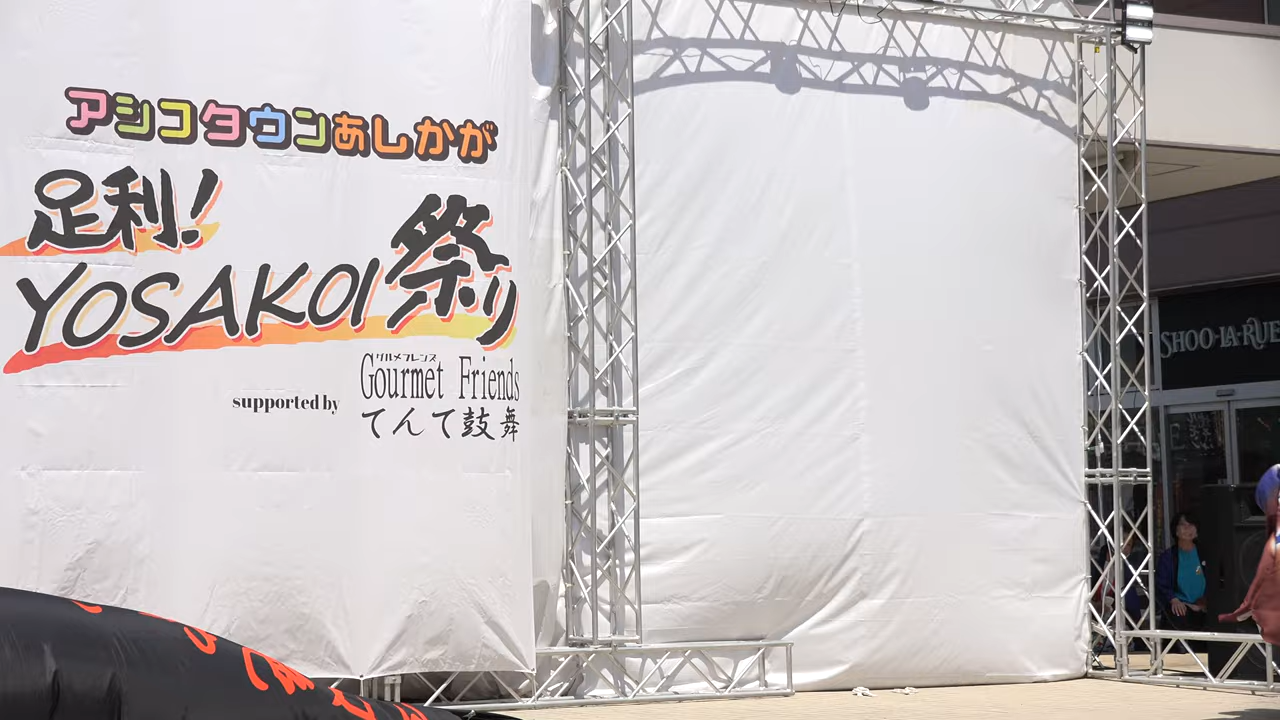 アシコタウンあしかが
足利!
YOSAKOI祭り
グルメフレンズ
supported by Gourmet Friends
てんて鼓舞
SHOO·LA·RUE